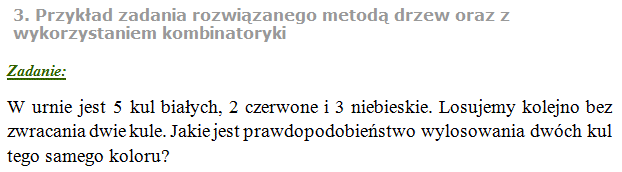 3. Przykład zadania rozwiązanego metodą drzew oraz z
wykorzystaniem kombinatoryki
Zadanie:
W urnie jest 5 kul białych, 2 czerwone i 3 niebieskie. Losujemy kolejno bez
zwracania dwie kule. Jakie jest prawdopodobieństwo wylosowania dwóch kul
tego samego koloru?